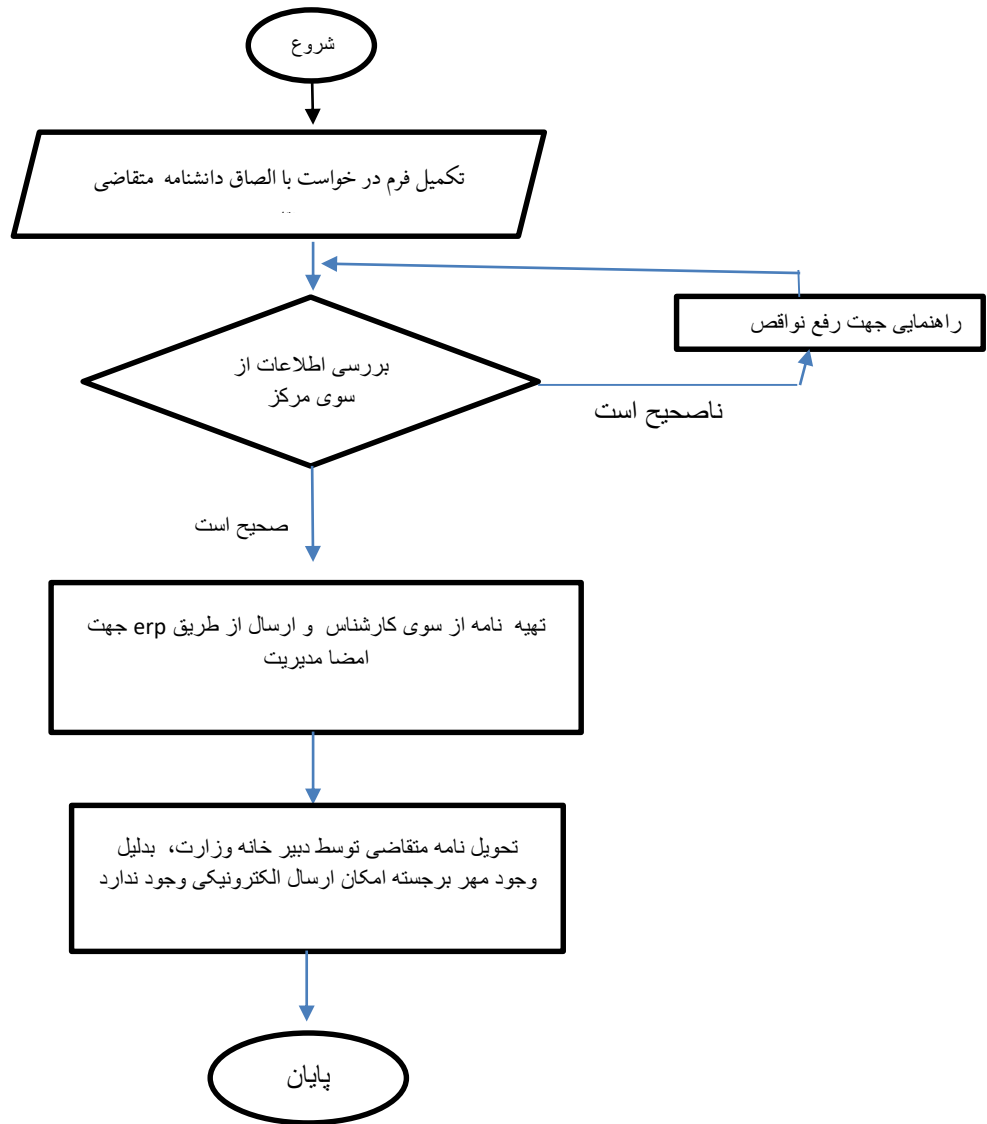 شروع
تکمیل فرم در خواست با الصاق دانشنامه متقاضی
راهنمایی جهت رفع نواقص
بررسی اطلاعات از
سوی مرکز
ناصحیح است
صحیح است
تهیه نامه از سوی کارشناس و ارسال از طریق erp جهت
امضا مدیریت
تحویل نامه متقاضی توسط دبیر خانه وزارت، بدلیل
وجود مهر برجسته امکان ارسال الکترونیکی وجود ندارد
پایان